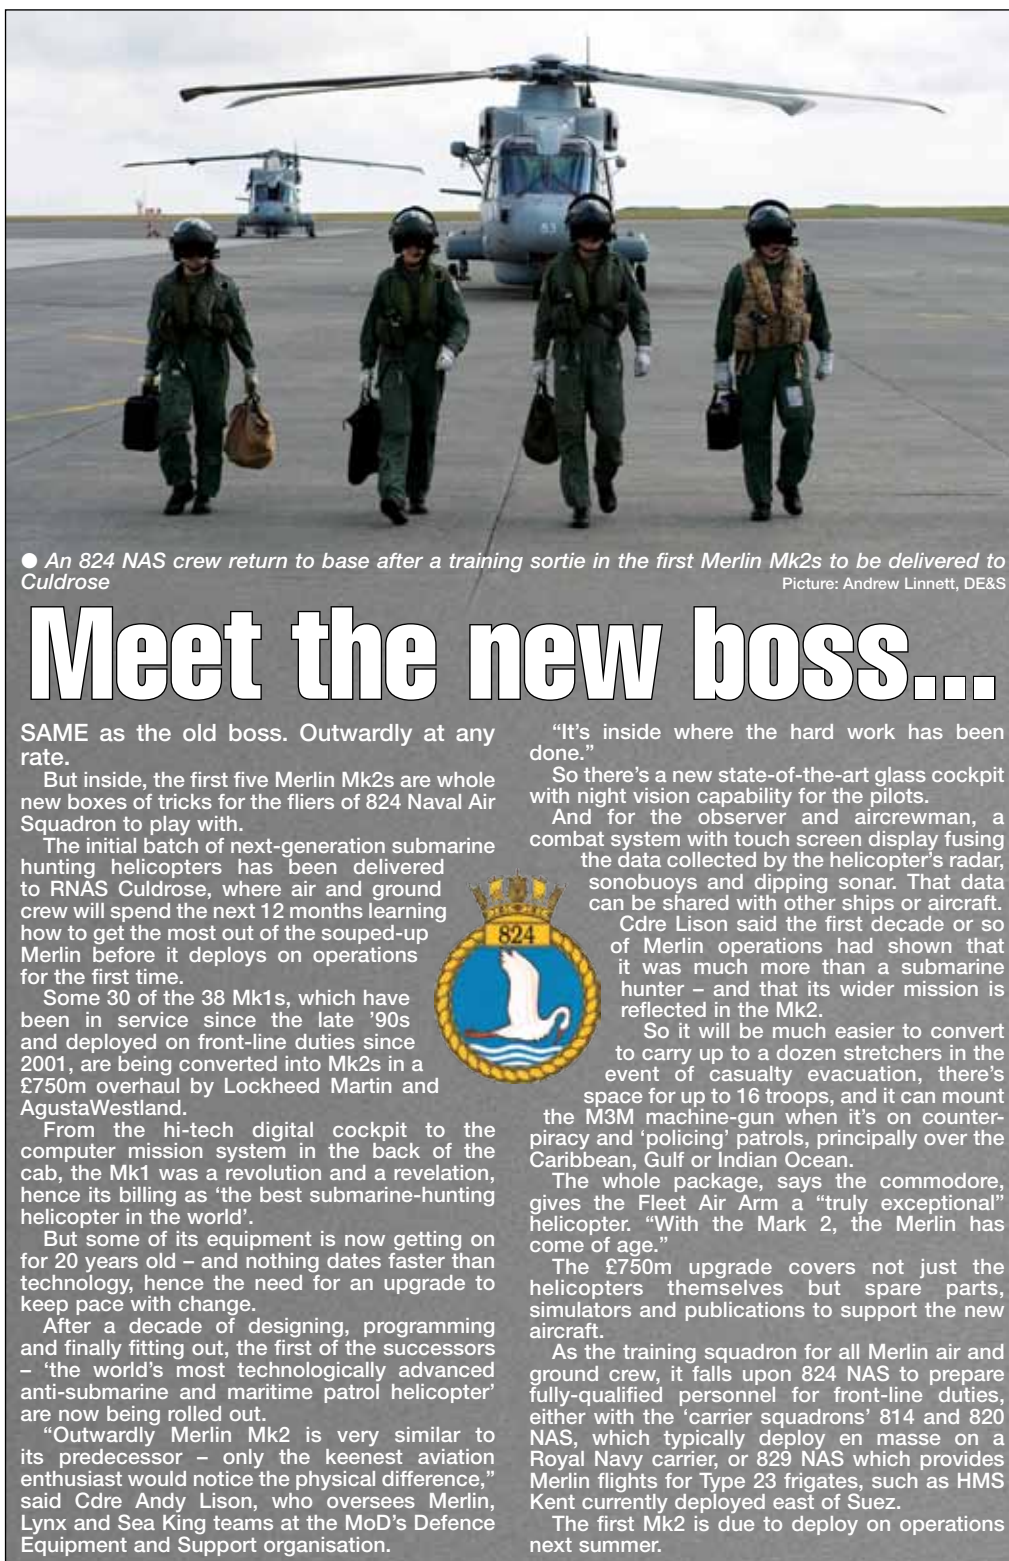 ● An 824 NAS crew return to base after a training sortie in the first Merlin Mk2s to be delivered to
Culdrose
Picture: Andrew Linnett, DE&S
Meet the new boss...
SAME as the old boss. Outwardly at any
rate.
But inside, the first five Merlin Mk2s are whole
new boxes of tricks for the fliers of 824 Naval Air
Squadron to play with.
The initial batch of next-generation submarine
hunting helicopters has been delivered
to RNAS Culdrose, where air and ground
crew will spend the next 12 months learning
how to get the most out of the souped-up
Merlin before it deploys on operations
for the first time.
Some 30 of the 38 Mk1s, which have
been in service since the late ’90s
and deployed on front-line duties since
2001, are being converted into Mk2s in a
£750m overhaul by Lockheed Martin and
AgustaWestland.
From the hi-tech digital cockpit to the
computer mission system in the back of the
cab, the Mk1 was a revolution and a revelation,
hence its billing as ‘the best submarine-hunting
helicopter in the world’.
But some of its equipment is now getting on
for 20 years old – and nothing dates faster than
technology, hence the need for an upgrade to
keep pace with change.
After a decade of designing, programming
and finally fitting out, the first of the successors
– ‘the world’s most technologically advanced
anti-submarine and maritime patrol helicopter’
are now being rolled out.
“Outwardly Merlin Mk2 is very similar to
its predecessor – only the keenest aviation
enthusiast would notice the physical difference,”
said Cdre Andy Lison, who oversees Merlin,
Lynx and Sea King teams at the MoD’s Defence
Equipment and Support organisation.
“It’s inside where the hard work has been
done.”
So there’s a new state-of-the-art glass cockpit
with night vision capability for the pilots.
And for the observer and aircrewman, a
combat system with touch screen display fusing
the data collected by the helicopter’s radar,
sonobuoys and dipping sonar. That data
can be shared with other ships or aircraft.
Cdre Lison said the first decade or so
of Merlin operations had shown that
it was much more than a submarine
hunter – and that its wider mission is
reflected in the Mk2.
So it will be much easier to convert
to carry up to a dozen stretchers in the
event of casualty evacuation, there’s
space for up to 16 troops, and it can mount
the M3M machine-gun when it’s on counter-
piracy and ‘policing’ patrols, principally over the
Caribbean, Gulf or Indian Ocean.
The whole package, says the commodore,
gives the Fleet Air Arm a “truly exceptional”
helicopter. “With the Mark 2, the Merlin has
come of age.”
The £750m upgrade covers not just the
helicopters themselves but spare parts,
simulators and publications to support the new
aircraft.
As the training squadron for all Merlin air and
ground crew, it falls upon 824 NAS to prepare
fully-qualified personnel for front-line duties,
either with the ‘carrier squadrons’ 814 and 820
NAS, which typically deploy en masse on a
Royal Navy carrier, or 829 NAS which provides
Merlin flights for Type 23 frigates, such as HMS
Kent currently deployed east of Suez.
The first Mk2 is due to deploy on operations
next summer.
824
83